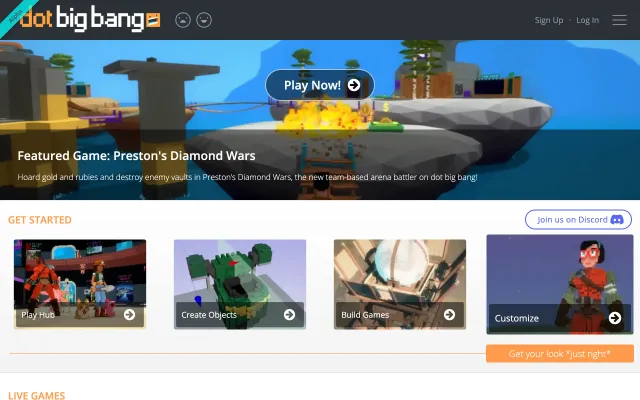 Alpha
dot big bang
Sign Up · Log In
Play Now!
$
Featured Game: Preston's Diamond Wars
Hoard gold and rubies and destroy enemy vaults in Preston's Diamond Wars, the new team-based arena battler on dot big bang!
GET STARTED
Join us on Discord
Play Hub
Create Objects
Build Games
Customize
Get your look *just right*
LIVE GAMES